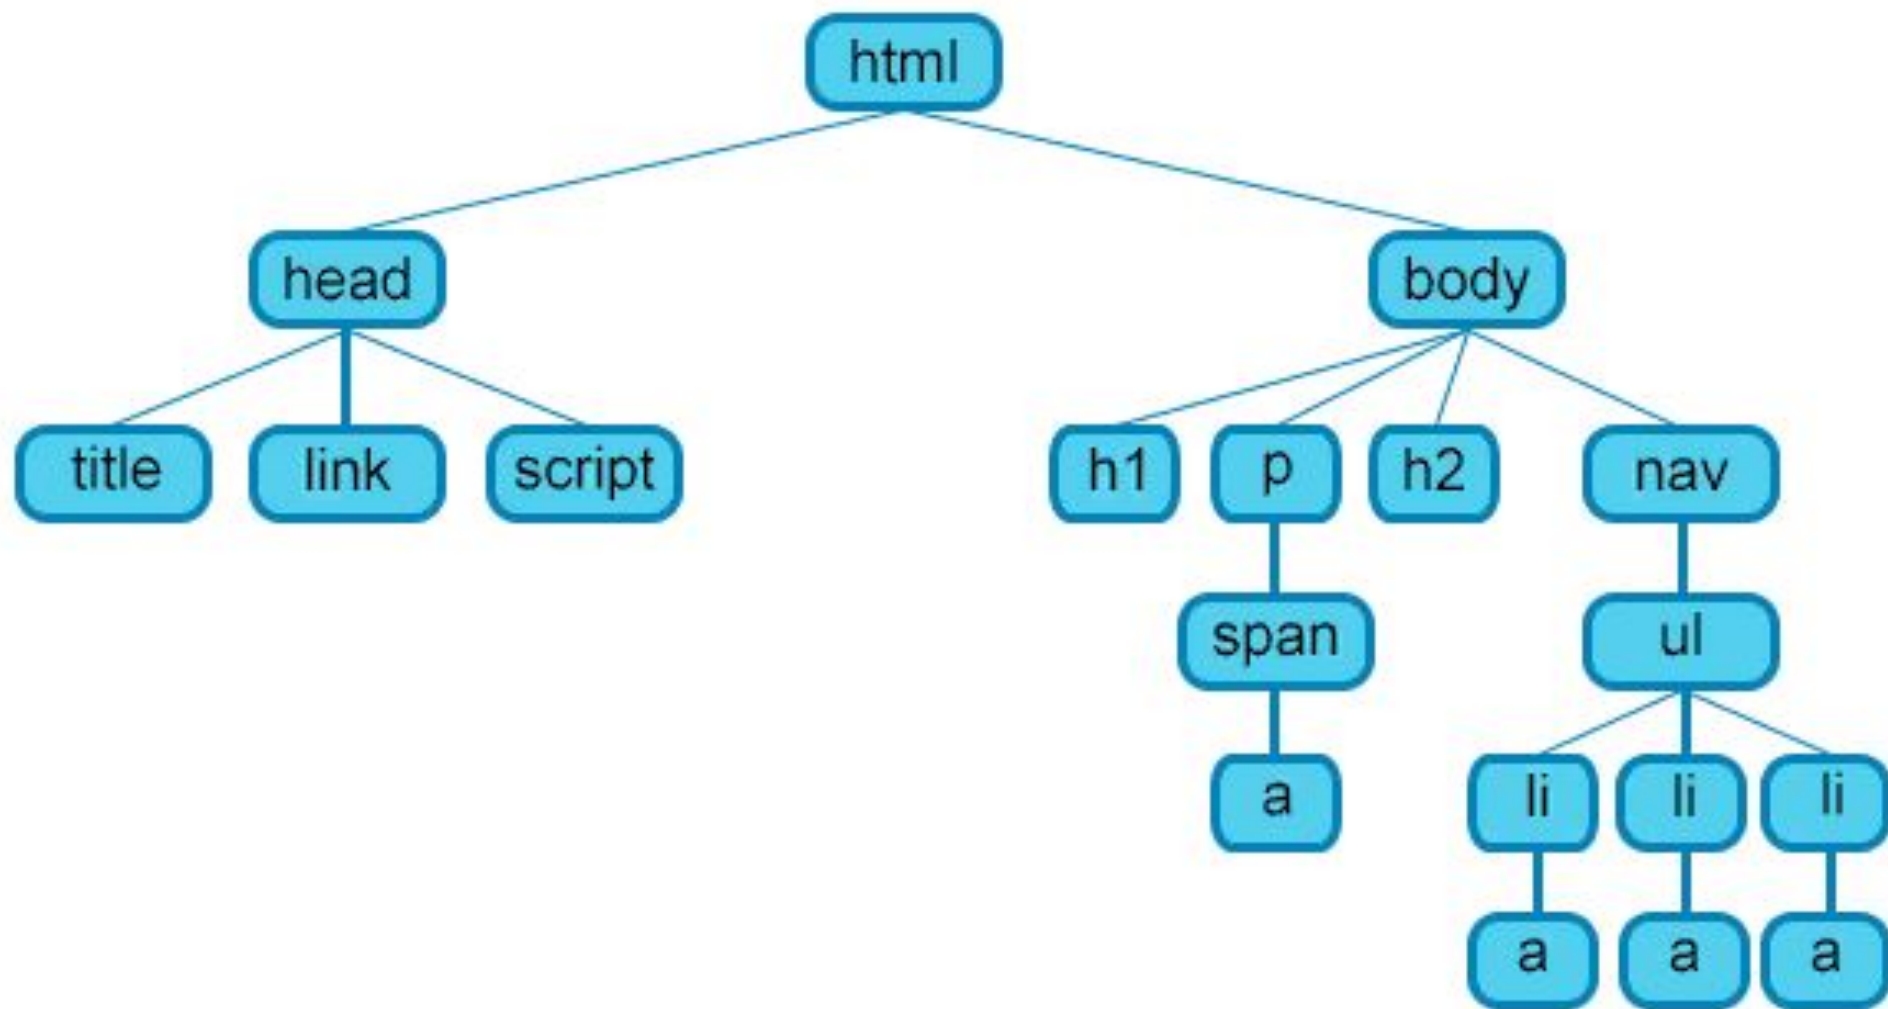 html
head
body
title
link
script
h1
p
h2
nav
span
ul
a
li
li
li
a
a
a